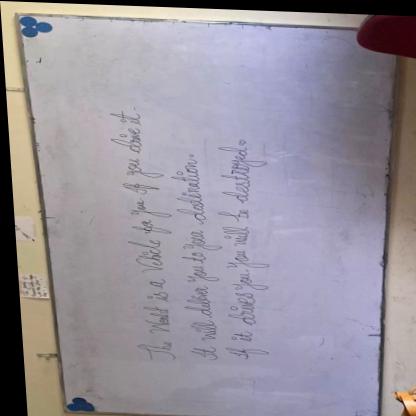 The World is a Vehicle for you. If you drive it.
It will deliver you to your destination.
If it drives you. You will be destroyed.